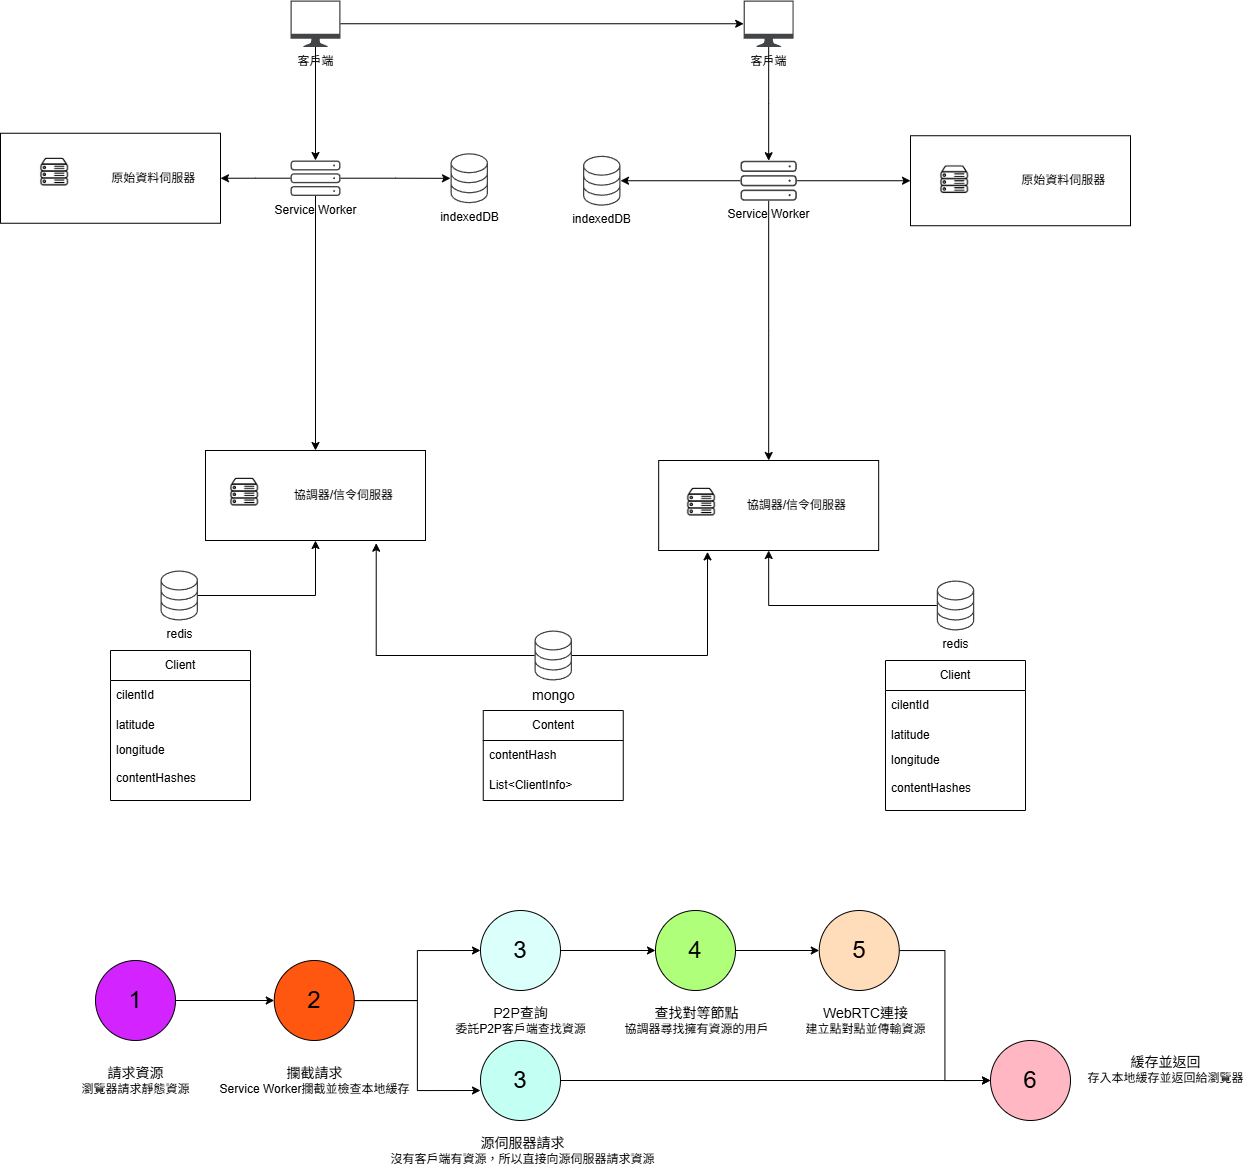 客戶端
客戶端
原始資料伺服器
Service Worker
indexedDB
indexedDB
Service Worker
原始資料伺服器
協調器/信令伺服器
協調器/信令伺服器
redis
Client
cilentId
latitude
longitude
contentHashes
mongo
Content
contentHash
List<ClientInfo>
redis
Client
cilentId
latitude
longitude
contentHashes
1
請求資源
瀏覽器請求靜態資源
2
攔截請求
Service Worker攔截並檢查本地緩存
3
P2P查詢
委託P2P客戶端查找資源
4
查找對等節點
協調器尋找擁有資源的用戶
5
WebRTC連接
建立點對點並傳輸資源
3
源伺服器請求
沒有客戶端有資源，所以直接向源伺服器請求資源
6
緩存並返回
存入本地緩存並返回給瀏覽器